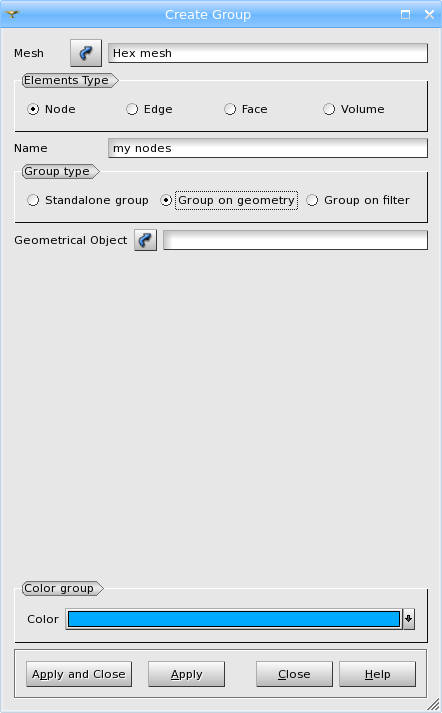 Create Group
Mesh Hex mesh
Elements Type
Node Edge Face Volume
Name my nodes
Group type
Standalone group Group on geometry Group on filter
Geometrical Object
Color group
Color
Apply and Close Apply Close Help